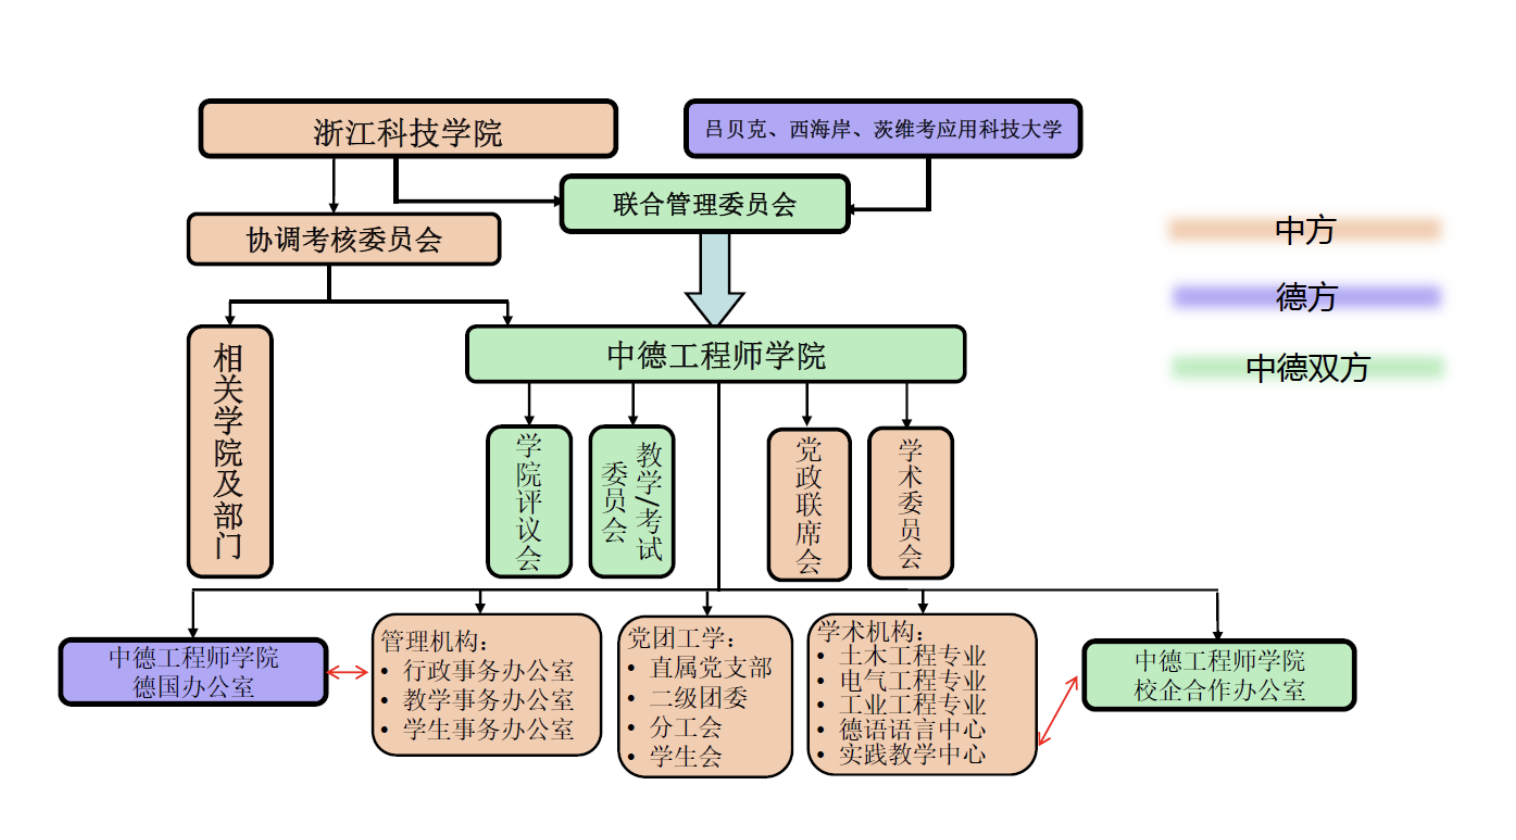 浙江科技学院
吕贝克、西海岸、茨维考应用科技大学
联合管理委员会
协调考核委员会
中方
德方
中德双方
相关学院及部门
中德工程师学院
学院评议会
教学/考试
委员会
党政联席会
学术委员会
中德工程师学院
德国办公室
管理机构：
• 行政事务办公室
• 教学事务办公室
• 学生事务办公室
党团工学：
• 直属党支部
• 二级团委
• 分工会
• 学生会
学术机构：
• 土木工程专业
• 电气工程专业
• 工业工程专业
• 德语语言中心
• 实践教学中心
中德工程师学院
校企合作办公室